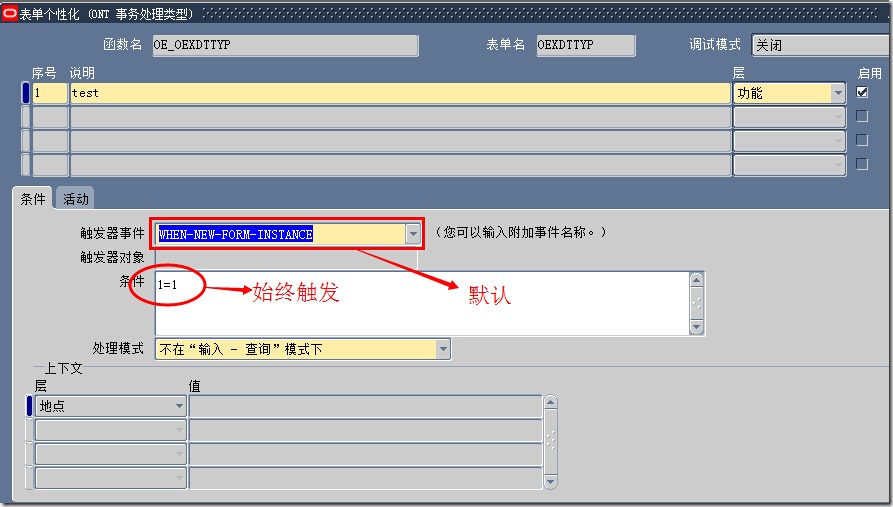 表单个性化 (ONT 事务处理类型)
函数名 OE_OEXDTTYP 表单名 OEXDTTYP 调试模式 关闭
序号 说明 层 启用
1 test 功能
条件 活动
触发器事件 WHEN-NEW-FORM-INSTANCE (您可以输入附加事件名称。)
触发器对象
条件 1=1
始终触发 默认
处理模式 不在“输入 - 查询”模式下
上下文
层 值
地点